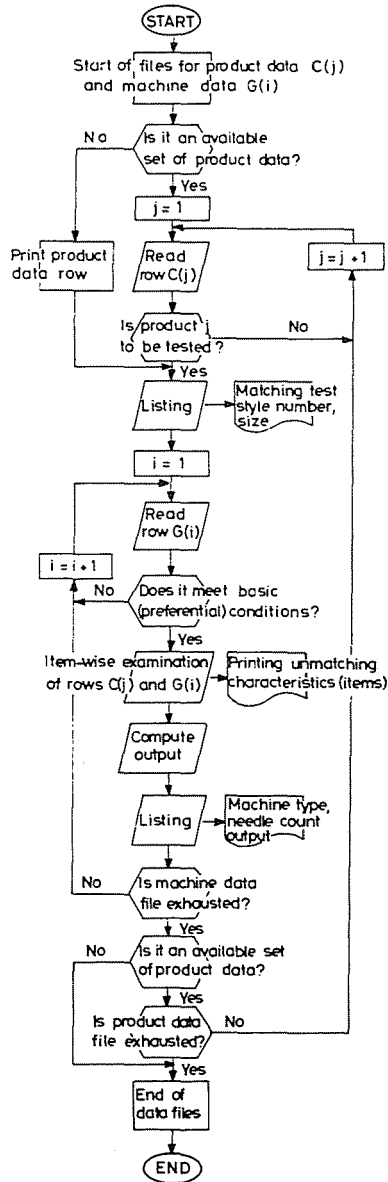 START
Start of files for product data C(j)
and machine data G(i)
Is it an available
set of product data?
No
Yes
j = 1
Print product
data row
Read
row C(j)
j = j + 1
Is product j
to be tested?
No
Yes
Listing
Matching test
style number,
size
i = 1
Read
row G(i)
i = i + 1
Does it meet basic
(preferential) conditions?
No
Yes
Item-wise examination
of rows C(j) and G(i)
Printing unmatching
characteristics (items)
Compute
output
Listing
Machine type,
needle count
output
Is machine data
file exhausted?
No
Yes
Is it an available set
of product data?
No
Yes
Is product data
file exhausted?
No
Yes
End of
data files
END